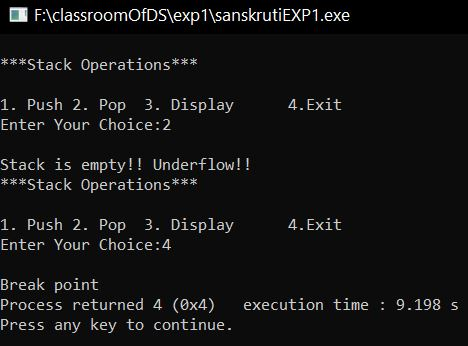 F:\classroomOfDS\exp1\sanskrutiEXP1.exe
***Stack Operations***
1. Push 2. Pop  3. Display      4.Exit
Enter Your Choice:2
Stack is empty!! Underflow!!
***Stack Operations***
1. Push 2. Pop  3. Display      4.Exit
Enter Your Choice:4
Break point
Process returned 4 (0x4)   execution time : 9.198 s
Press any key to continue.